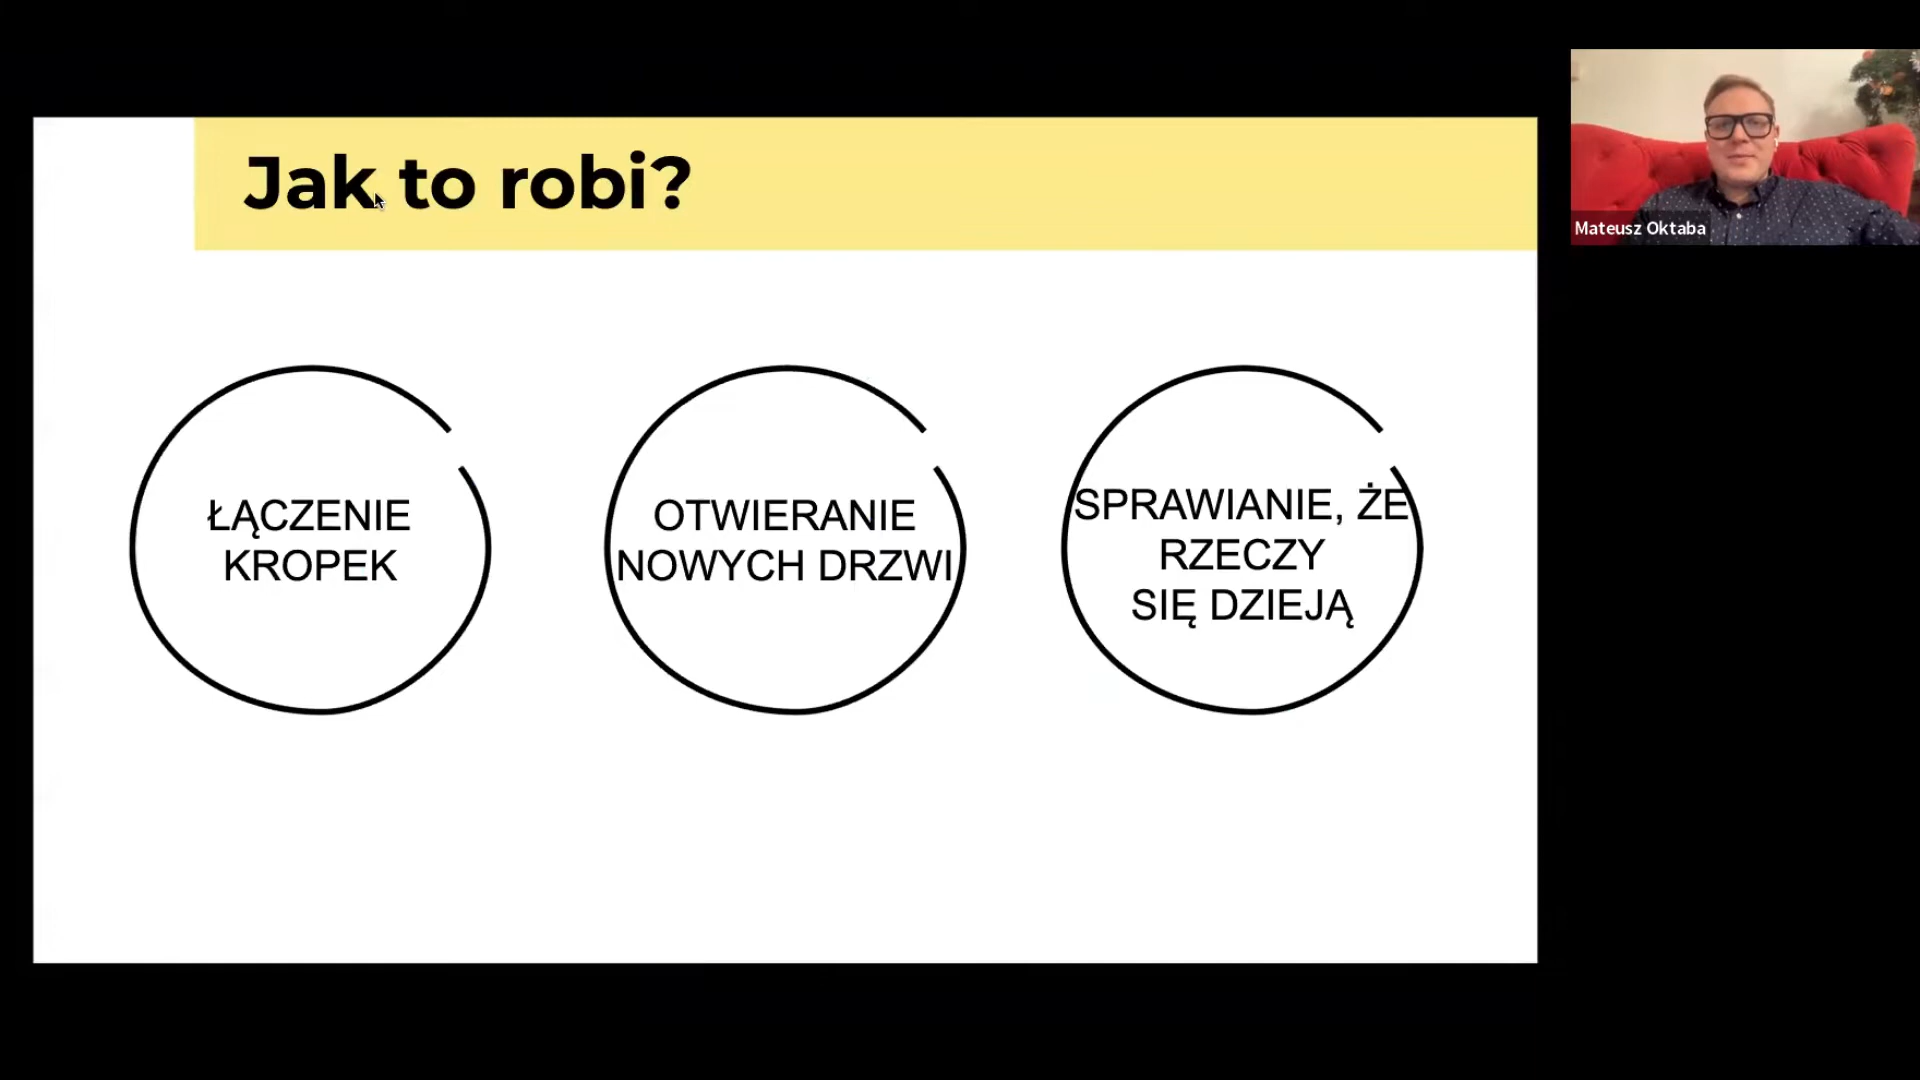 Jak to robi?
ŁĄCZENIE
KROPEK
OTWIERANIE
NOWYCH DRZWI
SPRAWIANIE, ŻE
RZECZY
SIĘ DZIEJĄ
Mateusz Oktaba